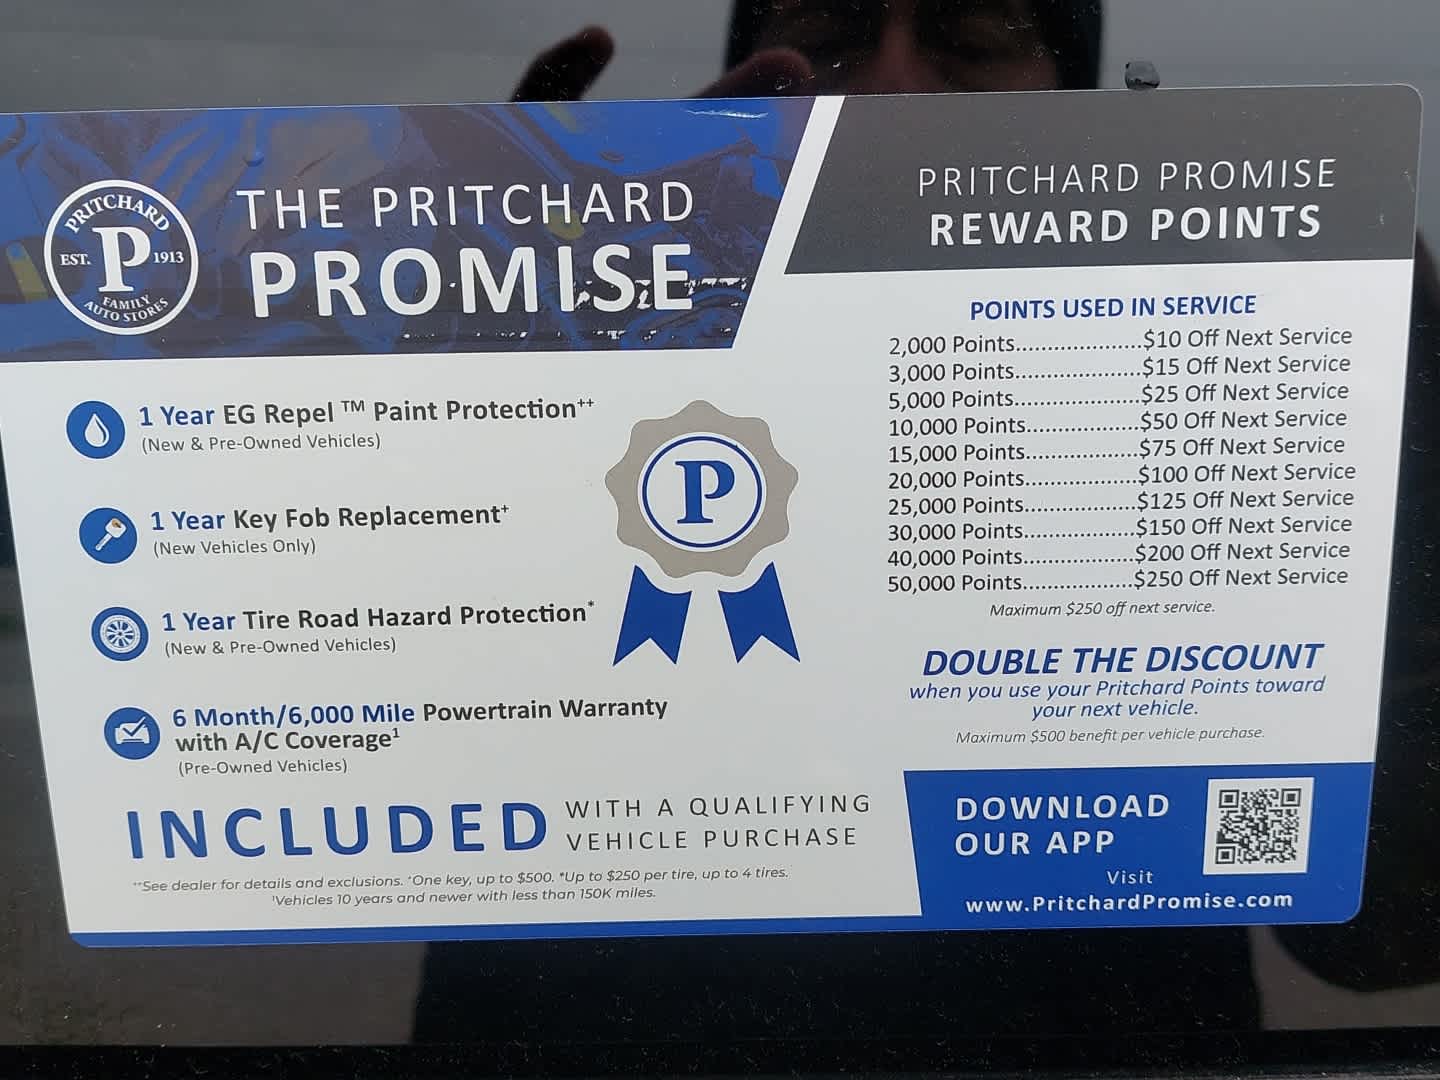 PRITCHARD
EST. P 1913
FAMILY
AUTO STORES
THE PRITCHARD
PROMISE
1 Year EG Repel ™ Paint Protection++
(New & Pre-Owned Vehicles)
1 Year Key Fob Replacement+
(New Vehicles Only)
1 Year Tire Road Hazard Protection*
(New & Pre-Owned Vehicles)
6 Month/6,000 Mile Powertrain Warranty
with A/C Coverage¹
(Pre-Owned Vehicles)
P
INCLUDED
WITH A QUALIFYING
VEHICLE PURCHASE
++See dealer for details and exclusions. +One key, up to $500. *Up to $250 per tire, up to 4 tires.
¹Vehicles 10 years and newer with less than 150K miles.
PRITCHARD PROMISE
REWARD POINTS
POINTS USED IN SERVICE
2,000 Points....................$10 Off Next Service
3,000 Points....................$15 Off Next Service
5,000 Points....................$25 Off Next Service
10,000 Points..................$50 Off Next Service
15,000 Points..................$75 Off Next Service
20,000 Points..................$100 Off Next Service
25,000 Points..................$125 Off Next Service
30,000 Points..................$150 Off Next Service
40,000 Points..................$200 Off Next Service
50,000 Points..................$250 Off Next Service
Maximum $250 off next service.
DOUBLE THE DISCOUNT
when you use your Pritchard Points toward
your next vehicle.
Maximum $500 benefit per vehicle purchase.
DOWNLOAD
OUR APP
Visit
www.PritchardPromise.com